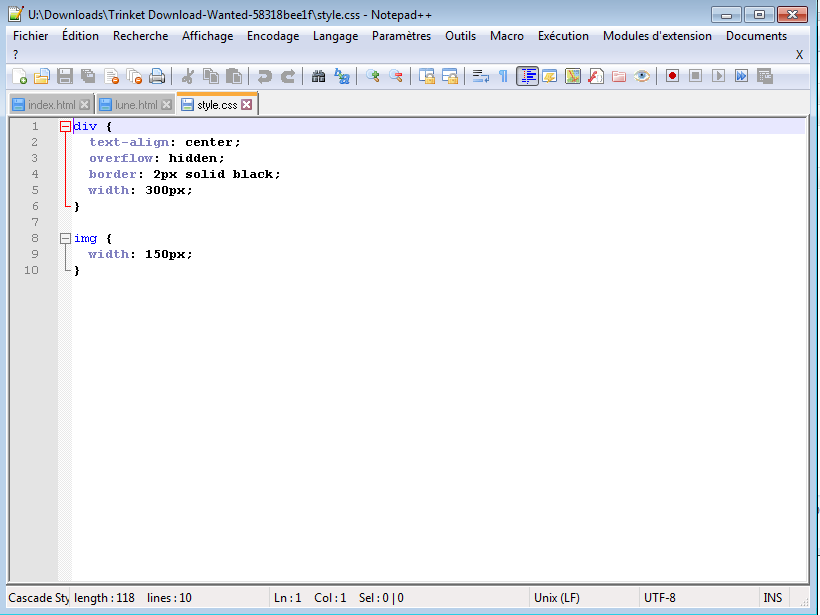 U:\Downloads\Trinket Download-Wanted-58318bee1f\style.css - Notepad++
Fichier Édition Recherche Affichage Encodage Langage Paramètres Outils Macro Exécution Modules d'extension Documents
? X
index.html lune.html style.css
1 div {
2 text-align: center;
3 overflow: hidden;
4 border: 2px solid black;
5 width: 300px;
6 }
7
8 img {
9 width: 150px;
10 }
Cascade Sty length : 118 lines : 10 Ln : 1 Col : 1 Sel : 0 | 0 Unix (LF) UTF-8 INS